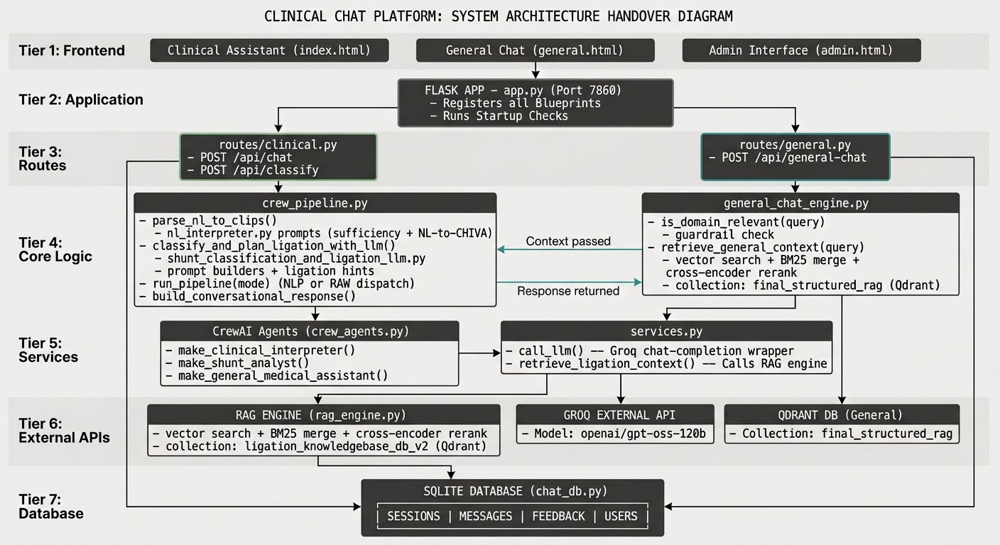 CLINICAL CHAT PLATFORM: SYSTEM ARCHITECTURE HANDOVER DIAGRAM
Tier 1: Frontend
Clinical Assistant (index.html)
General Chat (general.html)
Admin Interface (admin.html)
Tier 2: Application
FLASK APP – app.py (Port 7860)
– Registers all Blueprints
– Runs Startup Checks
Tier 3:
Routes
routes/clinical.py
– POST /api/chat
– POST /api/classify
routes/general.py
– POST /api/general-chat
Tier 4:
Core Logic
crew_pipeline.py
– parse_nl_to_clips()
– nl_interpreter.py prompts (sufficiency + NL-to-CHIVA)
– classify_and_plan_ligation_with_llm()
– shunt_classification_and_ligation_llm.py
– prompt builders + ligation hints
– run_pipeline(mode) (NLP or RAW dispatch)
– build_conversational_response()
Context passed
Response returned
general_chat_engine.py
– is_domain_relevant(query)
– guardrail check
– retrieve_general_context(query)
– vector search + BM25 merge +
cross-encoder rerank
– collection: final_structured_rag (Qdrant)
Tier 5:
Services
CrewAI Agents (crew_agents.py)
– make_clinical_interpreter()
– make_shunt_analyst()
– make_general_medical_assistant()
services.py
– call_llm() –– Groq chat-completion wrapper
– retrieve_ligation_context() –– Calls RAG engine
Tier 6:
External APIs
RAG ENGINE (rag_engine.py)
– vector search + BM25 merge + cross-encoder rerank
– collection: ligation_knowledgebase_db_v2 (Qdrant)
GROQ EXTERNAL API
– Model: openai/gpt-oss-120b
QDRANT DB (General)
– Collection: final_structured_rag
Tier 7:
Database
SQLITE DATABASE (chat_db.py)
SESSIONS | MESSAGES | FEEDBACK | USERS